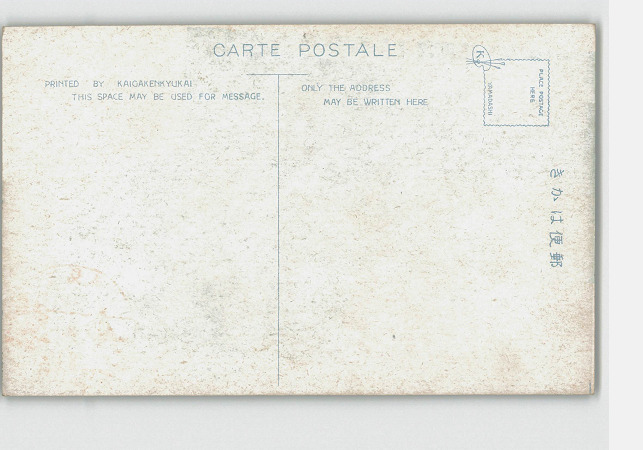 CARTE POSTALE
PRINTED BY KAIGAKENKYUKAI
THIS SPACE MAY BE USED FOR MESSAGE.
ONLY THE ADDRESS
MAY BE WRITTEN HERE
PLACE POSTAGE
HERE
きかは便郵